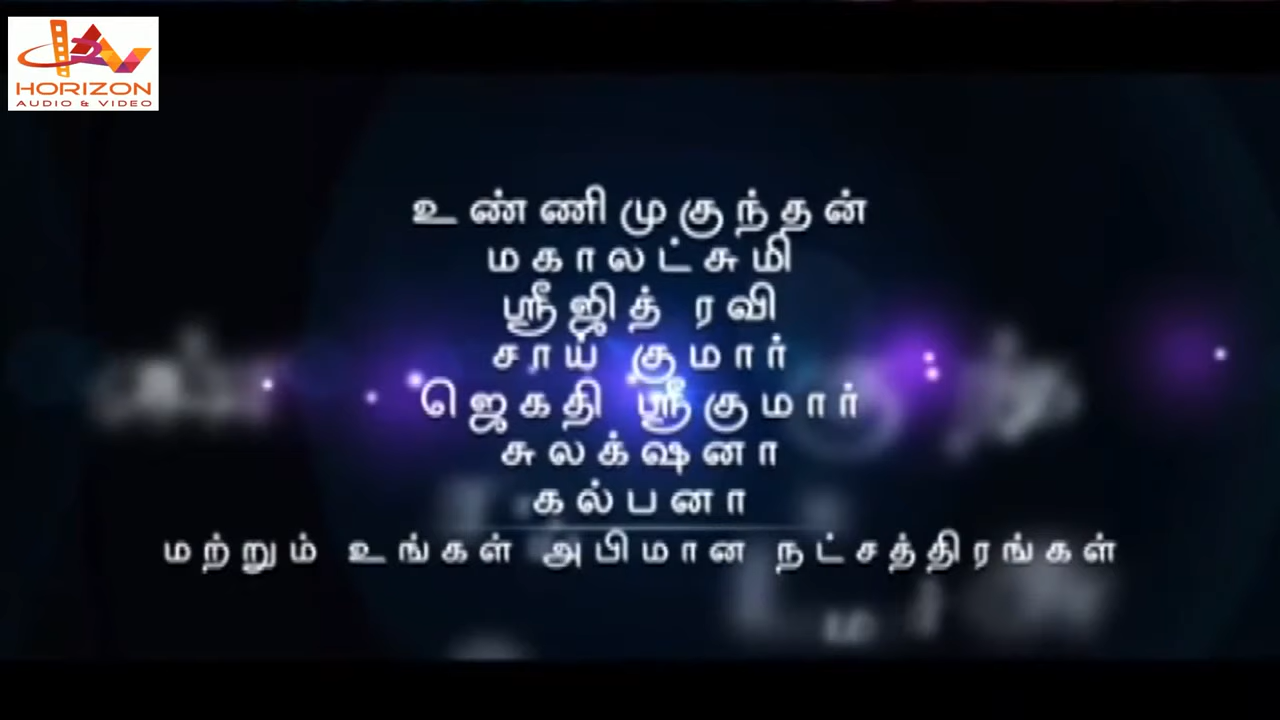 HORIZON
AUDIO & VIDEO
உண்ணிமுகுந்தன்
மகாலட்சுமி
ஸ்ரீஜித் ரவி
சாய் குமார்
ஜெகதி ஸ்ரீகுமார்
சுலக்ஷனா
கல்பனா
மற்றும் உங்கள் அபிமான நட்சத்திரங்கள்